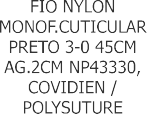 FIO NYLON
MONOF.CUTICULAR
PRETO 3-0 45CM
AG.2CM NP43330,
COVIDIEN /
POLYSUTURE